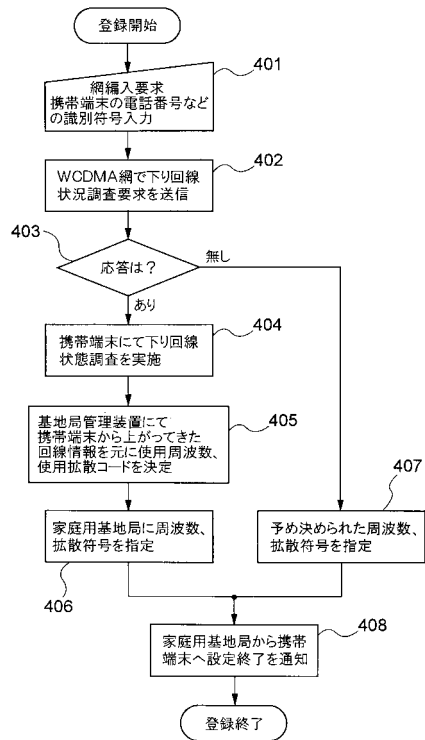 登録開始
401
網編入要求
携帯端末の電話番号など
の識別符号入力
402
WCDMA網で下り回線
状況調査要求を送信
403
応答は？
無し
あり
404
携帯端末にて下り回線
状態調査を実施
405
基地局管理装置にて
携帯端末から上がってきた
回線情報を元に使用周波数、
使用拡散コードを決定
407
家庭用基地局に周波数、
拡散符号を指定
予め決められた周波数、
拡散符号を指定
406
408
家庭用基地局から携帯
端末へ設定終了を通知
登録終了